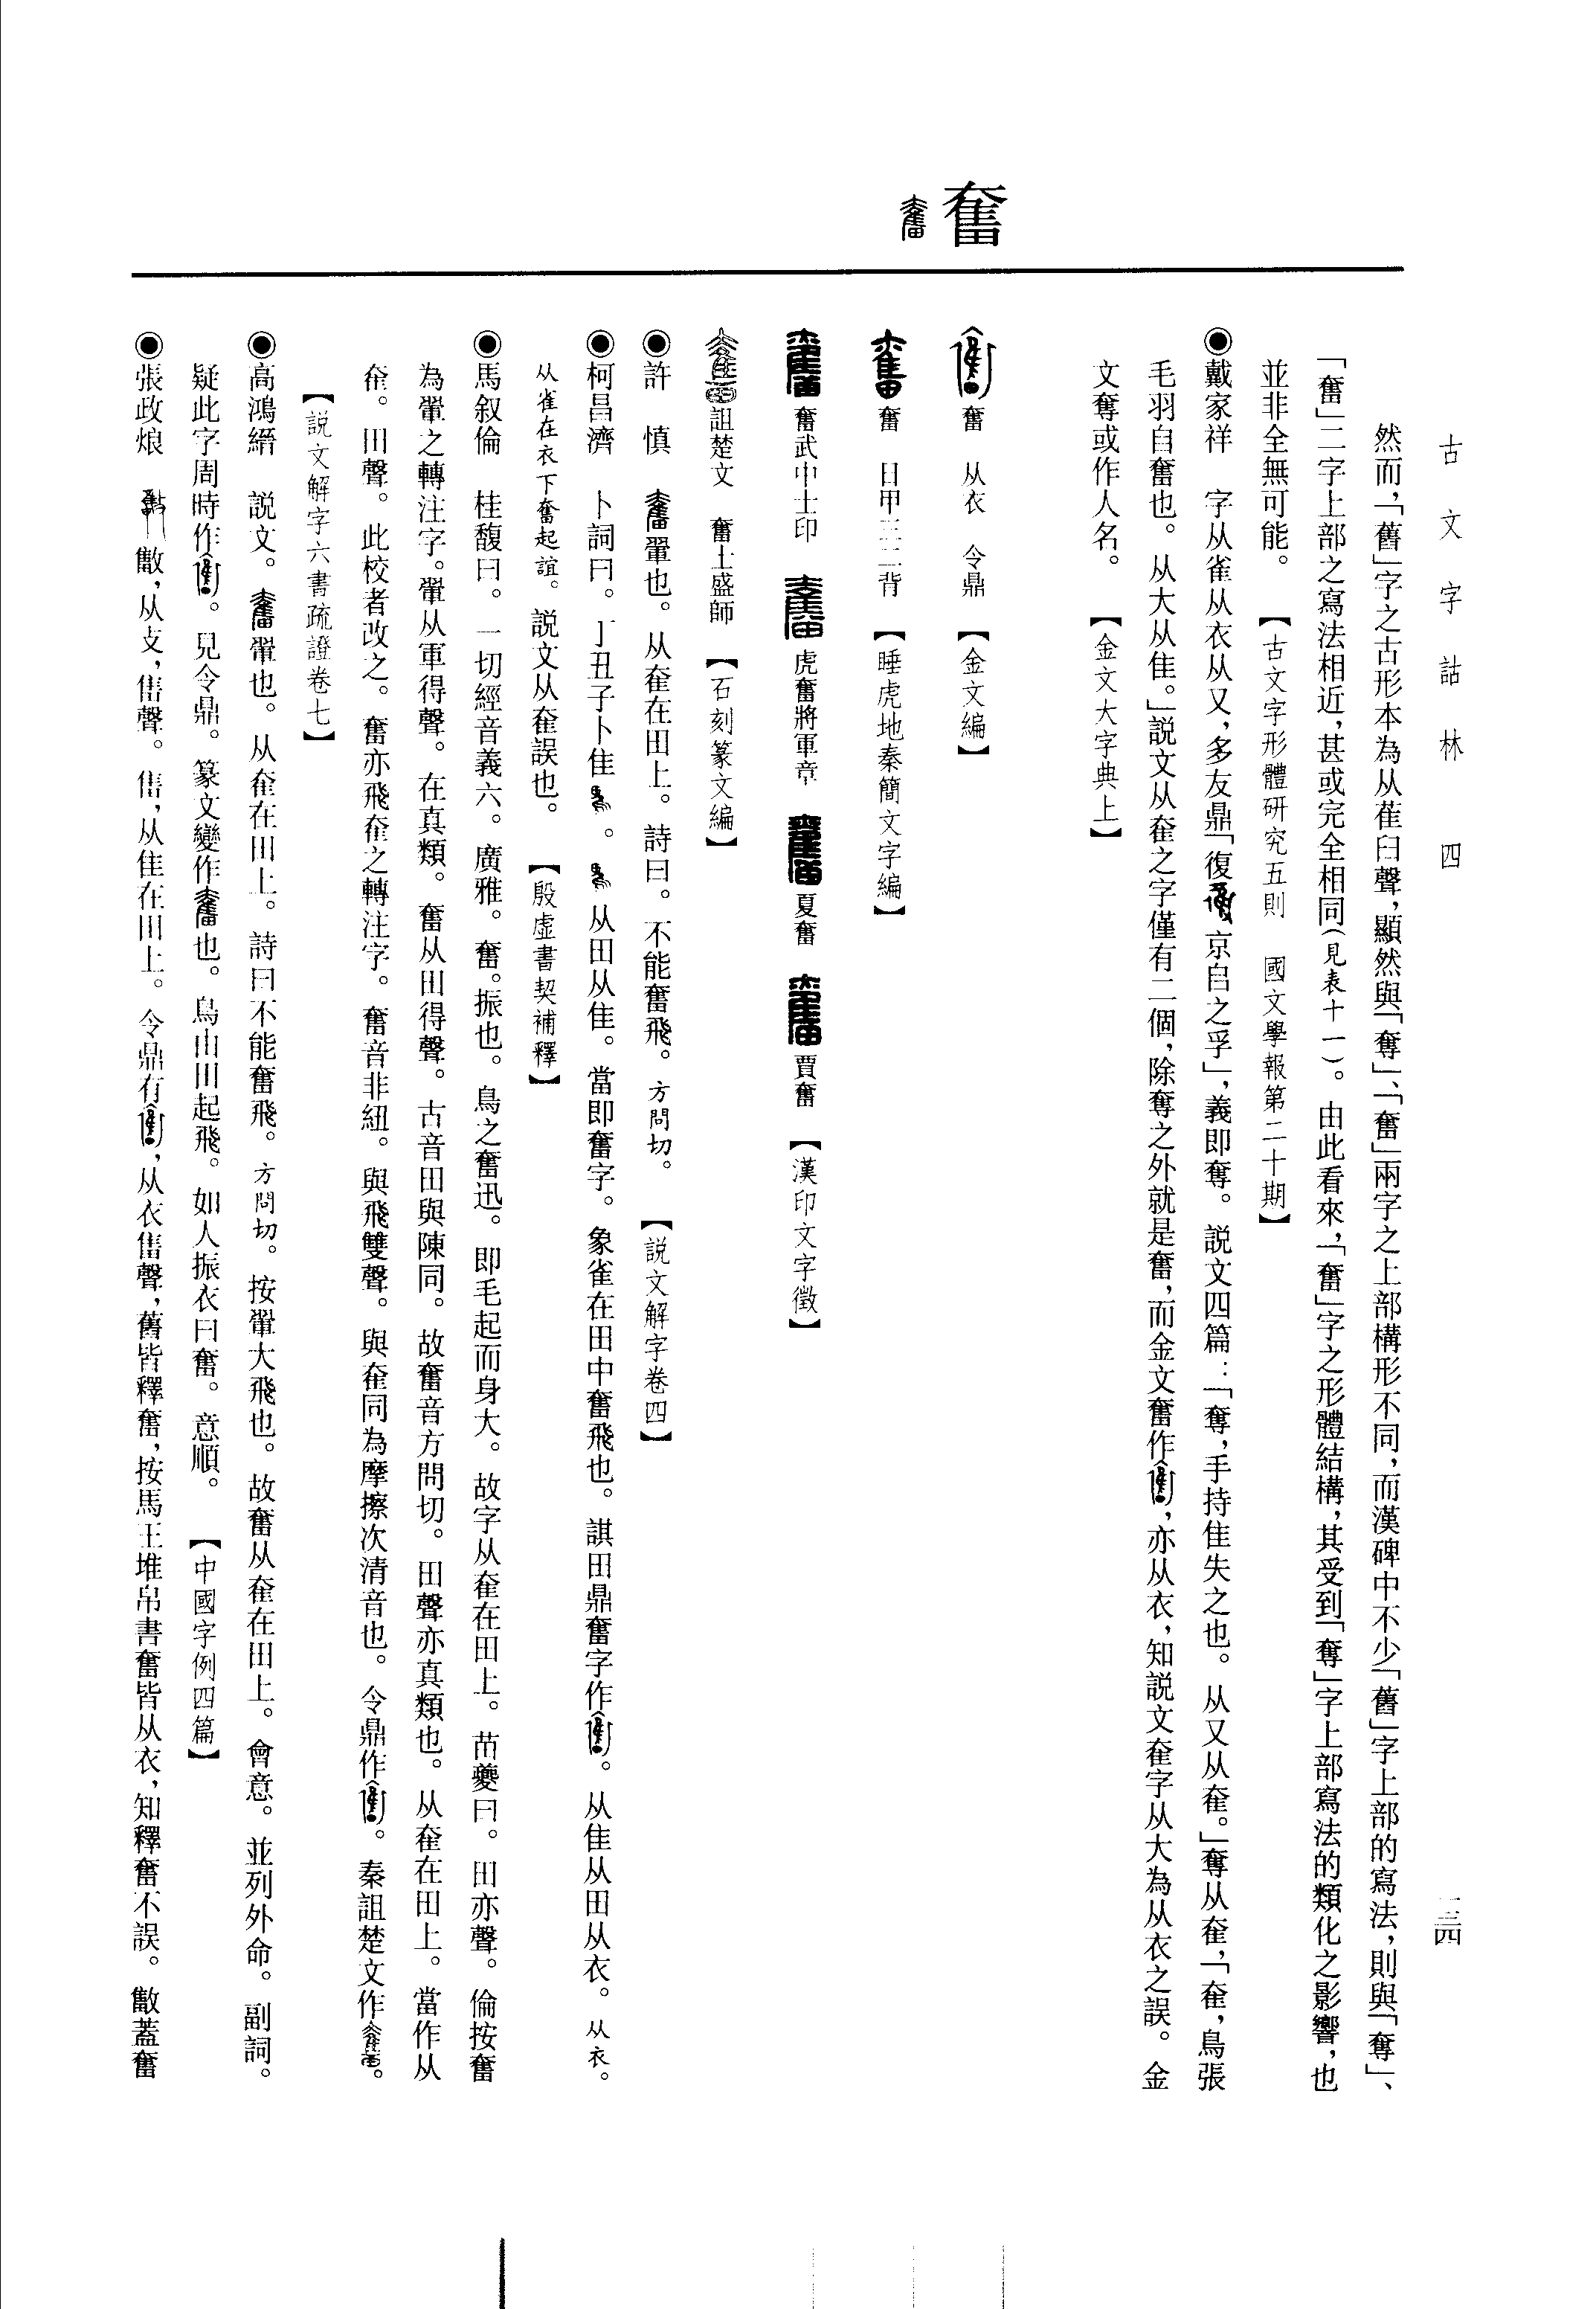 古文字詁林 四
一三四
奮
然而，「舊」字之古形本為从萑臼聲，顯然與「奪」、「奮」兩字之上部構形不同，而漢碑中不少「舊」字上部的寫法，則與「奪」、
「奮」二字上部之寫法相近，甚或完全相同（見表十一）。由此看來，「奮」字之形體結構，其受到「奪」字上部寫法的類化之影響，也
並非全無可能。 【古文字形體研究五則 國文學報第二十期】
◉戴家祥 字从雀从衣从又，多友鼎「復 京𠂤之孚」，義即奪。說文四篇：「奪，手持隹失之也。从又从奞。」奪从奞，「奞，鳥張
毛羽自奮也。从大从隹。」說文从奞之字僅有二個，除奪之外就是奮，而金文奮作 ，亦从衣，知說文奞字从大為从衣之誤。金
文奪或作人名。 【金文大字典上】
奮 从衣 令鼎 【金文編】
奮 日甲三二背 【睡虎地秦簡文字編】
奮武中士印 虎奮將軍章 夏奮 賈奮 【漢印文字徵】
詛楚文 奮士盛師 【石刻篆文編】
◉許 慎 翬也。从奞在田上。詩曰。不能奮飛。方問切。 【說文解字卷四】
◉柯昌濟 卜詞曰。丁丑子卜隹 。 从田从隹。當即奮字。象雀在田中奮飛也。諆田鼎奮字作 。从隹从田从衣。从衣。
从雀在衣下奮起誼。說文从奞誤也。 【殷虛書契補釋】
◉馬叙倫 桂馥曰。一切經音義六。廣雅。奮。振也。鳥之奮迅。即毛起而身大。故字从奞在田上。苗夔曰。田亦聲。倫按奮
為翬之轉注字。翬从軍得聲。在真類。奮从田得聲。古音田與陳同。故奮音方問切。田聲亦真類也。从奞在田上。當作从
奞。田聲。此校者改之。奮亦飛奞之轉注字。奮音非紐。與飛雙聲。與奞同為摩擦次清音也。令鼎作 。秦詛楚文作 。
【說文解字六書疏證卷七】
◉高鴻縉 說文。 翬也。从奞在田上。詩曰不能奮飛。方問切。按翬大飛也。故奮从奞在田上。會意。並列外命。副詞。
疑此字周時作 。見令鼎。篆文變作 也。鳥由田起飛。如人振衣曰奮。意順。 【中國字例四篇】
◉張政烺 ，从攴，㽕聲。㽕，从隹在田上。令鼎有 ，从衣㽕聲，舊皆釋奮，按馬王堆帛書奮皆从衣，知釋奮不誤。 蓋奮